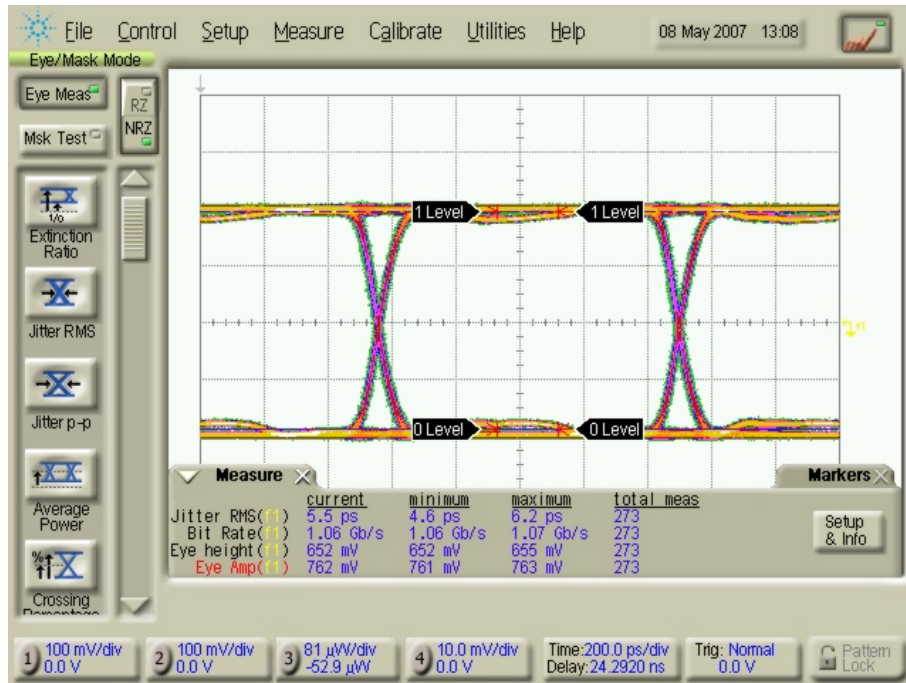 File Control Setup Measure Calibrate Utilities Help 08 May 2007 13:08
Eye/Mask Mode
Eye Meas
RZ
NRZ
Msk Test
1/0
Extinction
Ratio
Jitter RMS
Jitter p-p
Average
Power
%
Crossing
1 Level 1 Level
f1
0 Level 0 Level
Measure Markers
current minimum maximum total meas
Jitter RMS(f1) 5.5 ps 4.6 ps 6.2 ps 273
Bit Rate(f1) 1.06 Gb/s 1.06 Gb/s 1.07 Gb/s 273
Eye height(f1) 652 mV 652 mV 655 mV 273
Eye Amp(f1) 762 mV 761 mV 763 mV 273
Setup
& Info
1 100 mV/div
0.0 V
2 100 mV/div
0.0 V
3 81 µW/div
-52.9 µW
4 10.0 mV/div
0.0 V
Time:200.0 ps/div
Delay:24.2920 ns
Trig: Normal
0.0 V
Pattern
Lock